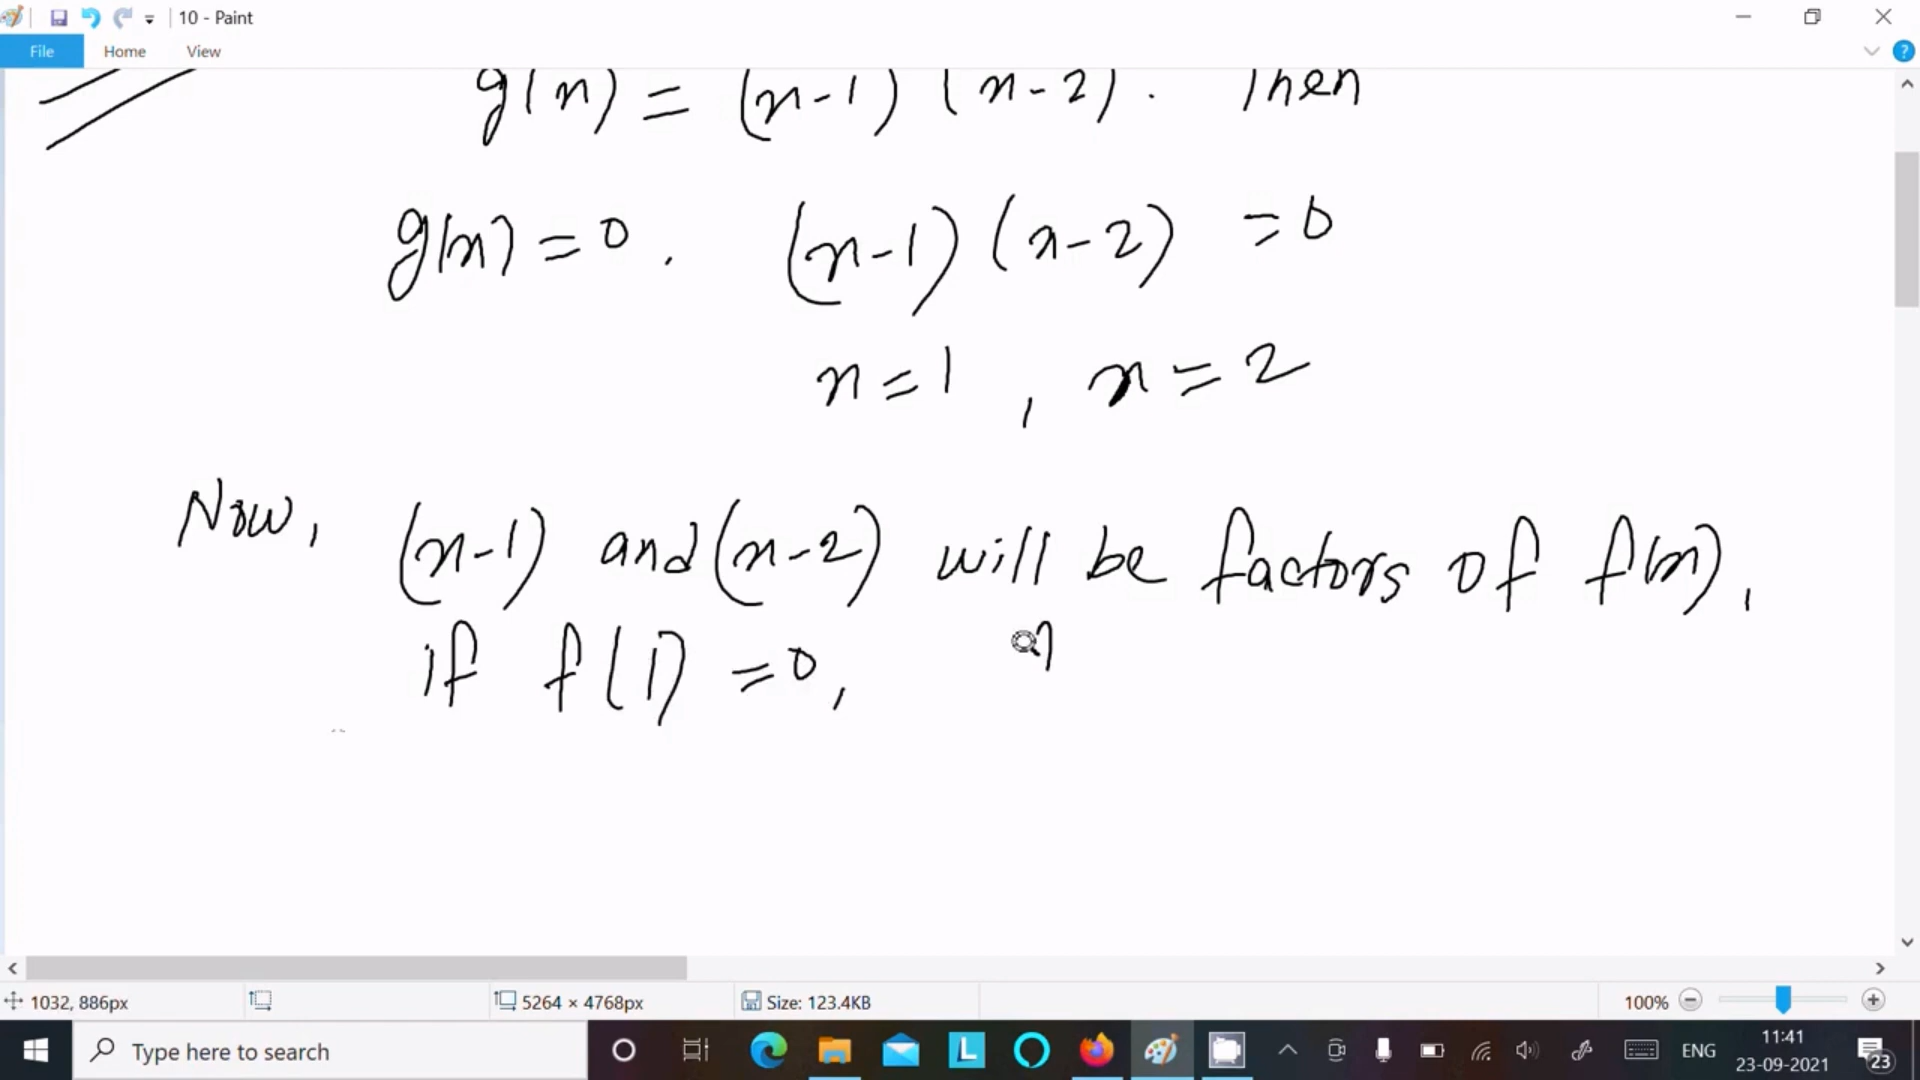 10 - Paint
File Home View
g(x) = (x-1) (x-2). Then
g(x) = 0. (x-1) (x-2) = 0
x = 1, x = 2
Now, (x-1) and (x-2) will be factors of f(x),
if f(1) = 0,
1032, 886px 5264 × 4768px Size: 123.4KB 100%
Type here to search L ENG 11:41
23-09-2021 23